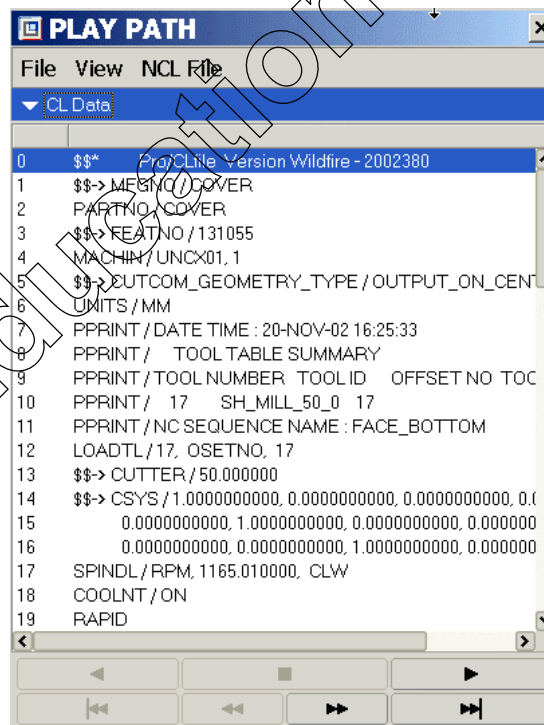 PLAY PATH
File View NCL File
CL Data
0 $$* Pro/CLfile Version Wildfire - 2002380
1 $$-> MFGNO / COVER
2 PARTNO / COVER
3 $$-> FEATNO / 131055
4 MACHIN / UNCX01, 1
5 $$-> CUTCOM_GEOMETRY_TYPE / OUTPUT_ON_CENT
6 UNITS / MM
7 PPRINT / DATE TIME : 20-NOV-02 16:25:33
8 PPRINT / TOOL TABLE SUMMARY
9 PPRINT / TOOL NUMBER TOOL ID OFFSET NO TOO
10 PPRINT / 17 SH_MILL_50_0 17
11 PPRINT / NC SEQUENCE NAME : FACE_BOTTOM
12 LOADTL / 17, OSETNO, 17
13 $$-> CUTTER / 50.000000
14 $$-> CSYS / 1.0000000000, 0.0000000000, 0.0000000000, 0.0
15 0.0000000000, 1.0000000000, 0.0000000000, 0.000000
16 0.0000000000, 0.0000000000, 1.0000000000, 0.000000
17 SPINDL / RPM, 1165.010000, CLW
18 COOLNT / ON
19 RAPID
ducation